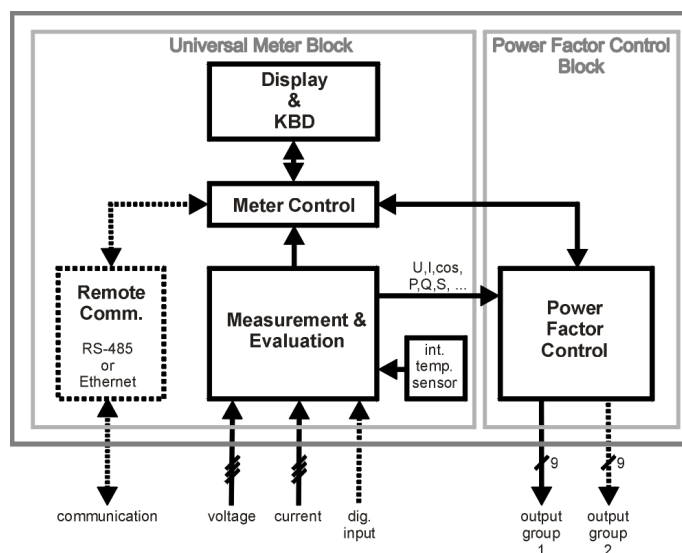 Universal Meter Block
Power Factor Control
Block
Display
&
KBD
Meter Control
Remote
Comm.
RS-485
or
Ethernet
Measurement &
Evaluation
U,I,cos,
P,Q,S, ...
int.
temp.
sensor
Power
Factor
Control
9
9
communication
voltage
current
dig.
input
output
group
1
output
group
2